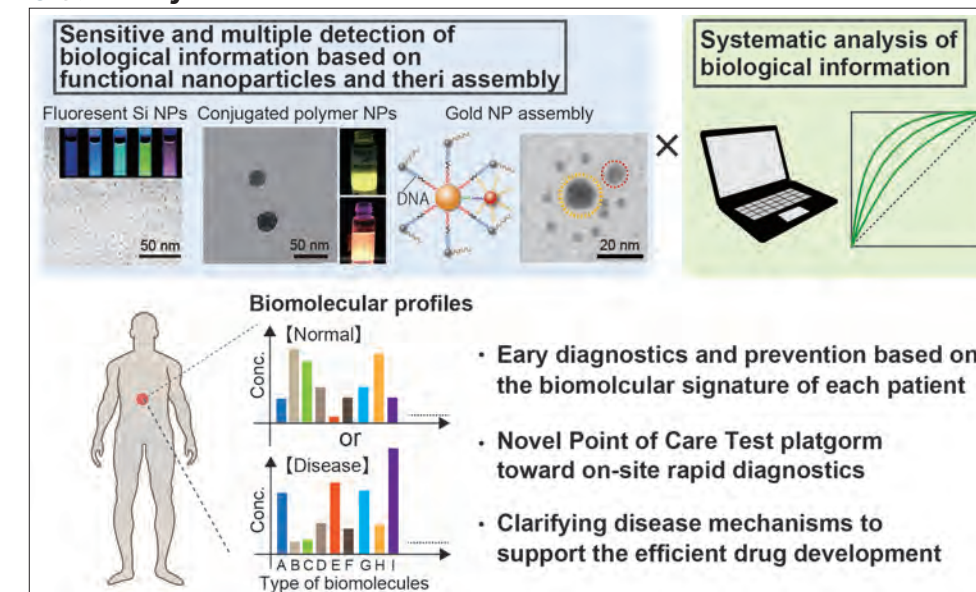 Sensitive and multiple detection of
biological information based on
functional nanoparticles and theri assembly
Systematic analysis of
biological information
Fluoresent Si NPs
Conjugated polymer NPs
Gold NP assembly
DNA
×
50 nm
50 nm
20 nm
Biomolecular profiles
【Normal】
Conc.
or
【Disease】
Conc.
A B C D E F G H I
Type of biomolecules
・ Eary diagnostics and prevention based on
the biomolcular signature of each patient
・ Novel Point of Care Test platgorm
toward on-site rapid diagnostics
・ Clarifying disease mechanisms to
support the efficient drug development